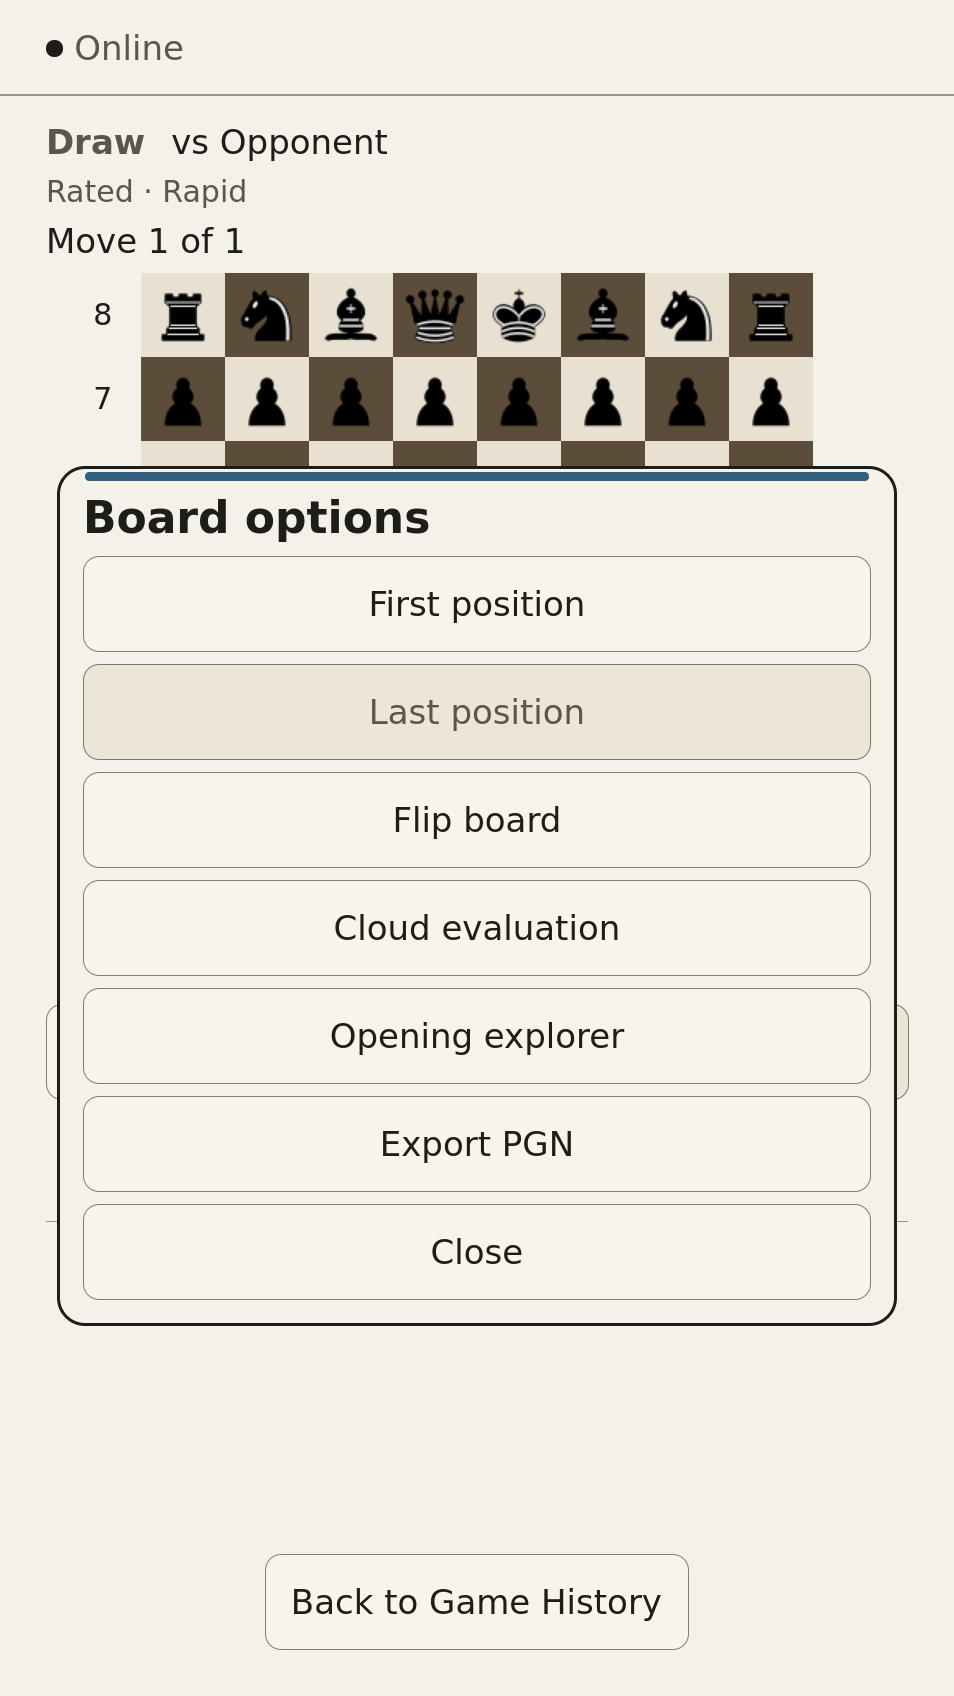 Online
Draw vs Opponent
Rated · Rapid
Move 1 of 1
8
7
Board options
First position
Last position
Flip board
Cloud evaluation
Opening explorer
Export PGN
Close
Back to Game History